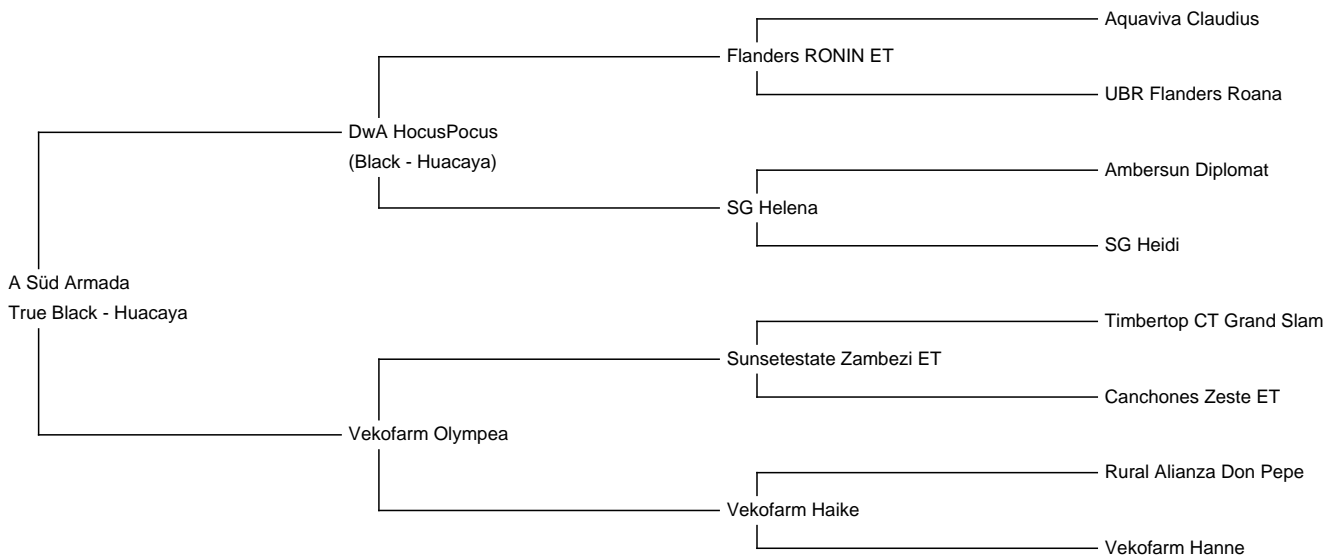 Aquaviva Claudius
Flanders RONIN ET
UBR Flanders Roana
DwA HocusPocus
(Black - Huacaya)
Ambersun Diplomat
SG Helena
SG Heidi
A Süd Armada
True Black - Huacaya
Timbertop CT Grand Slam
Sunsetestate Zambezi ET
Canchones Zeste ET
Vekofarm Olympea
Rural Alianza Don Pepe
Vekofarm Haike
Vekofarm Hanne